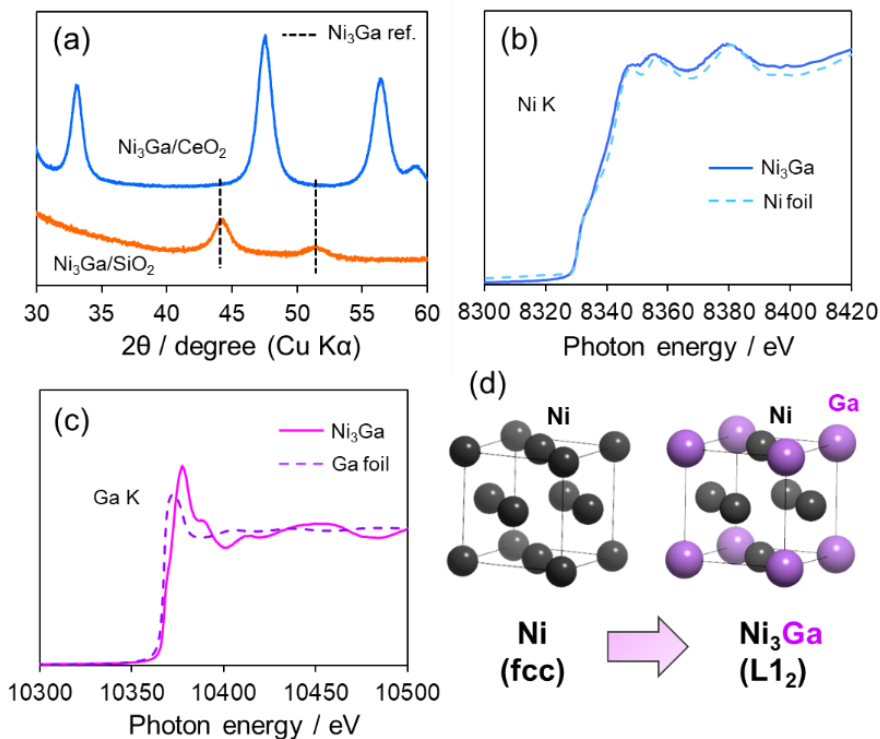 (a)
Ni₃Ga ref.
Ni₃Ga/CeO₂
Ni₃Ga/SiO₂
30 35 40 45 50 55 60
2θ / degree (Cu Kα)
(b)
Ni K
Ni₃Ga
Ni foil
8300 8320 8340 8360 8380 8400 8420
Photon energy / eV
(c)
Ni₃Ga
Ga foil
Ga K
10300 10350 10400 10450 10500
Photon energy / eV
(d)
Ni Ni Ga
Ni Ni₃Ga
(fcc) (L1₂)